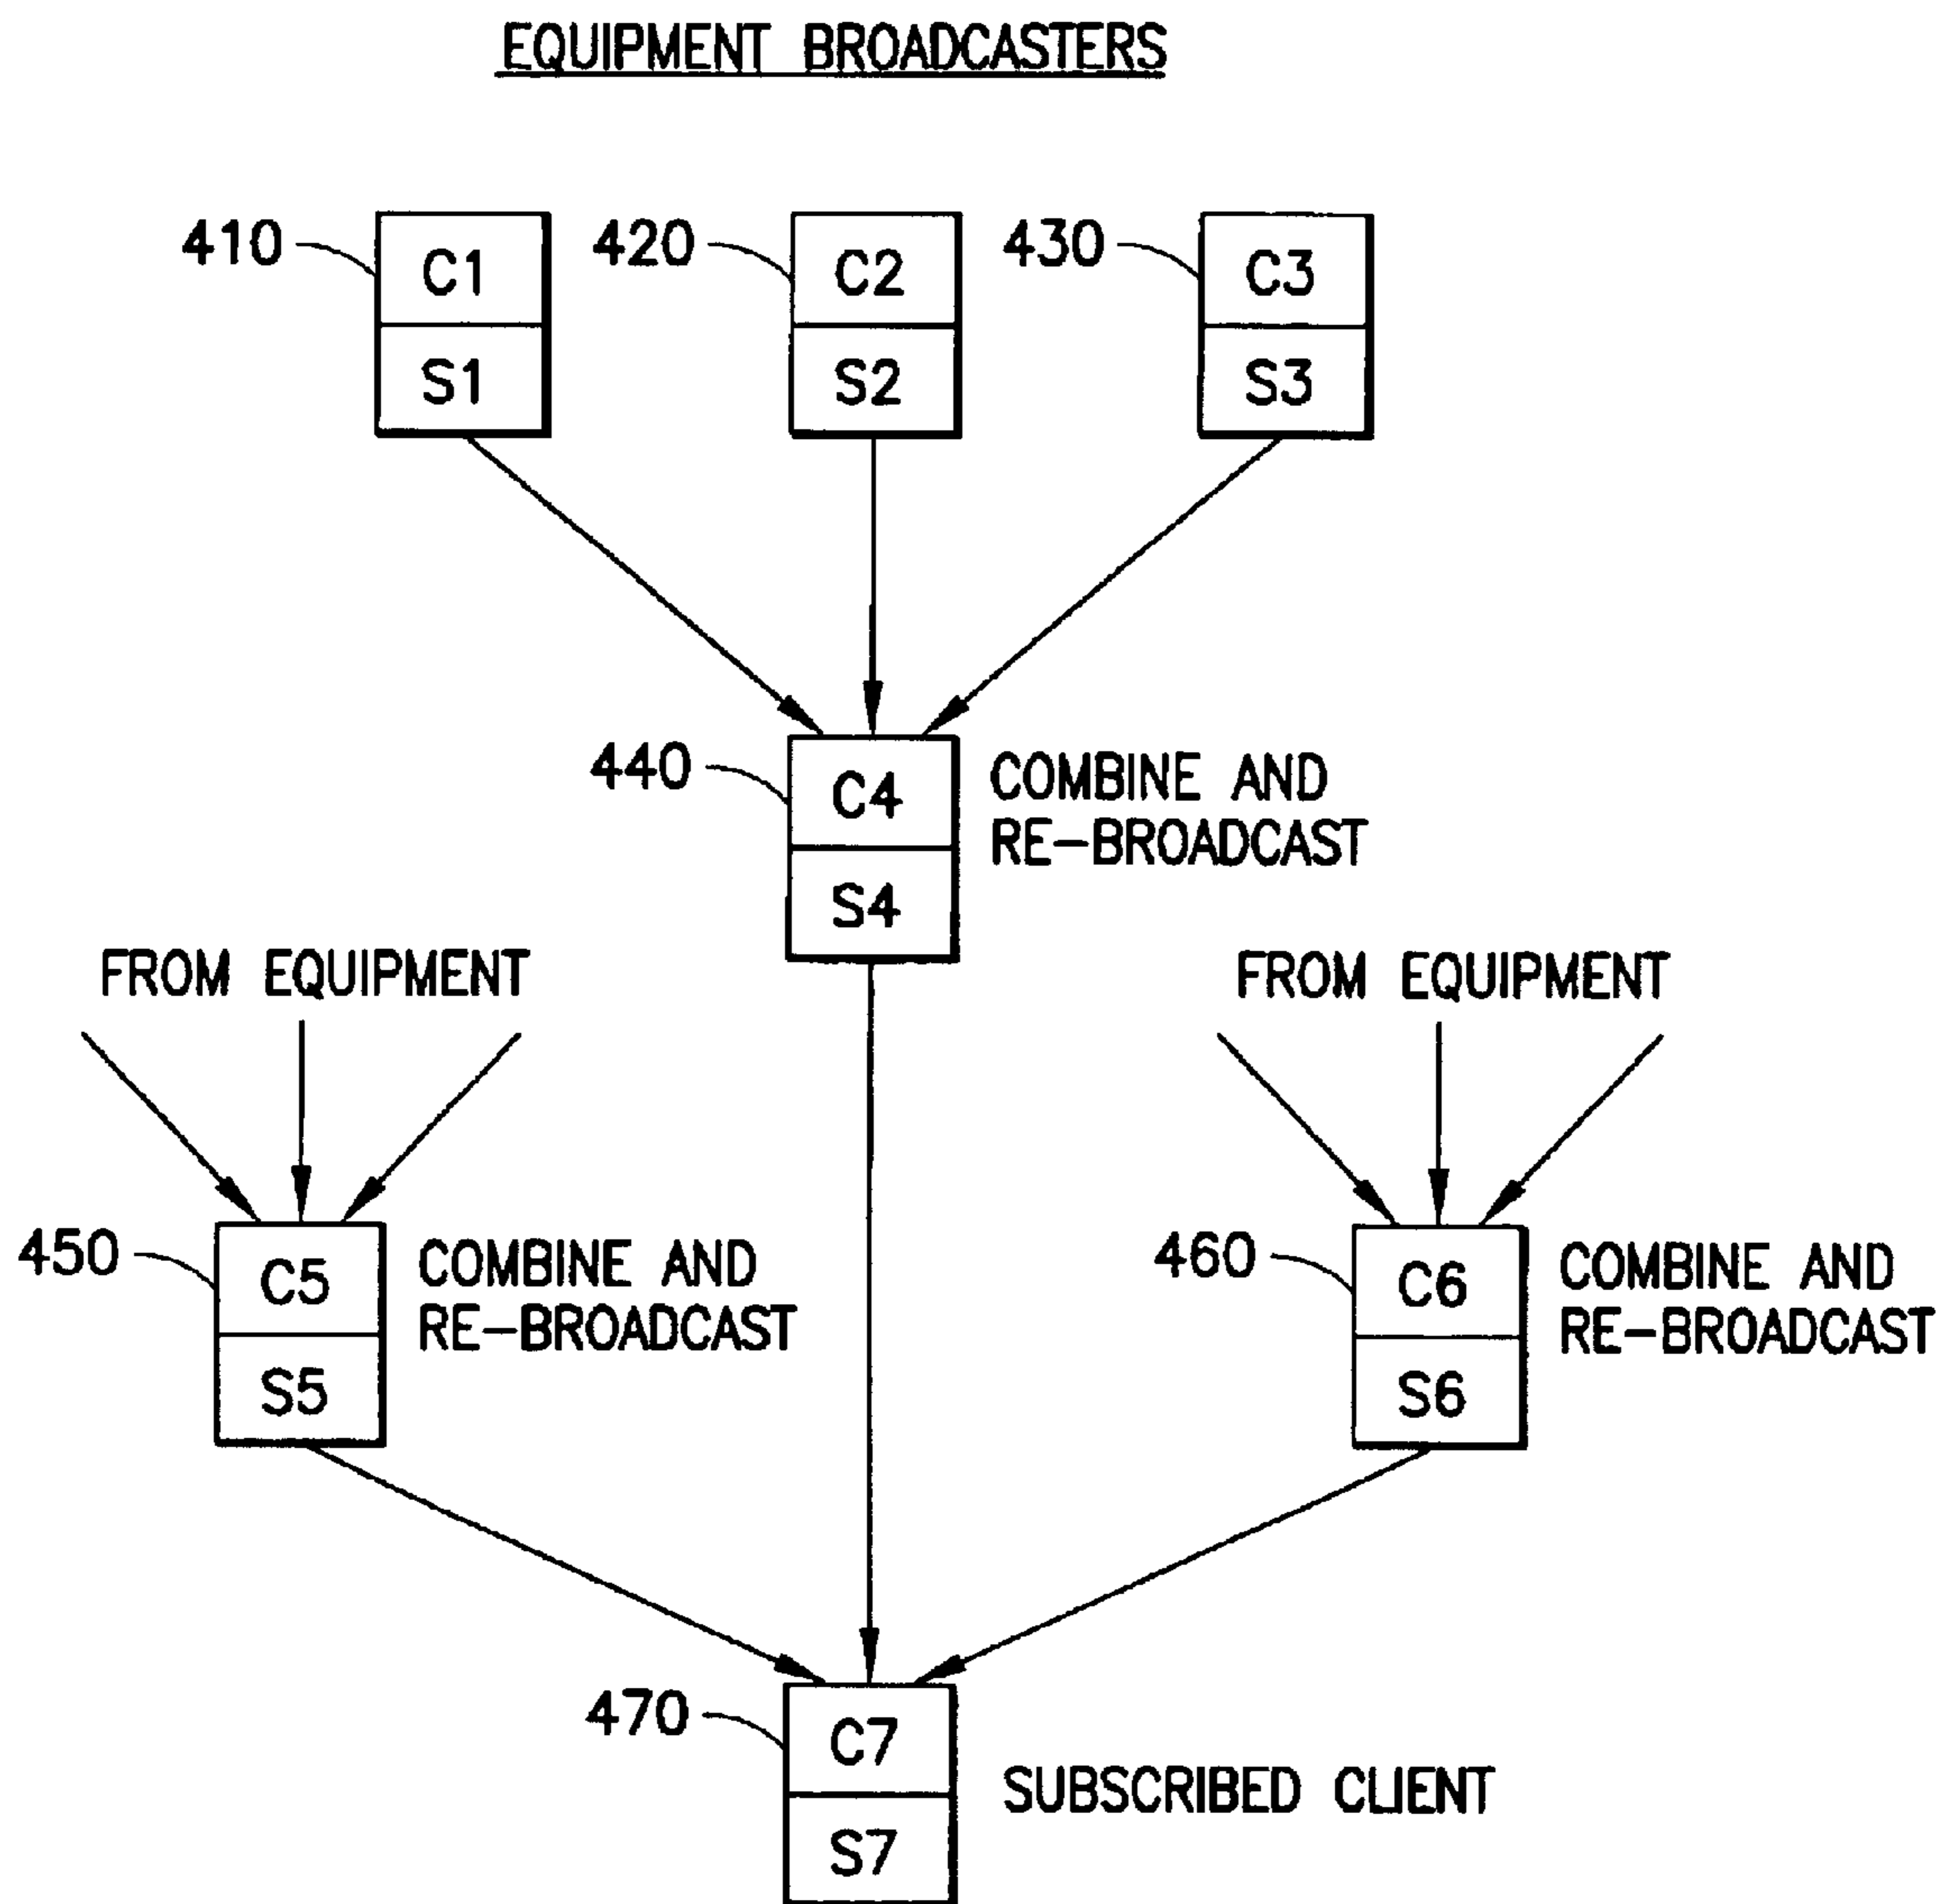 EQUIPMENT BROADCASTERS
410 C1 420 C2 430 C3
S1 S2 S3
440 C4 COMBINE AND
RE-BROADCAST
S4
FROM EQUIPMENT FROM EQUIPMENT
450 C5 COMBINE AND
RE-BROADCAST
S5
460 C6 COMBINE AND
RE-BROADCAST
S6
470 C7
SUBSCRIBED CLIENT
S7